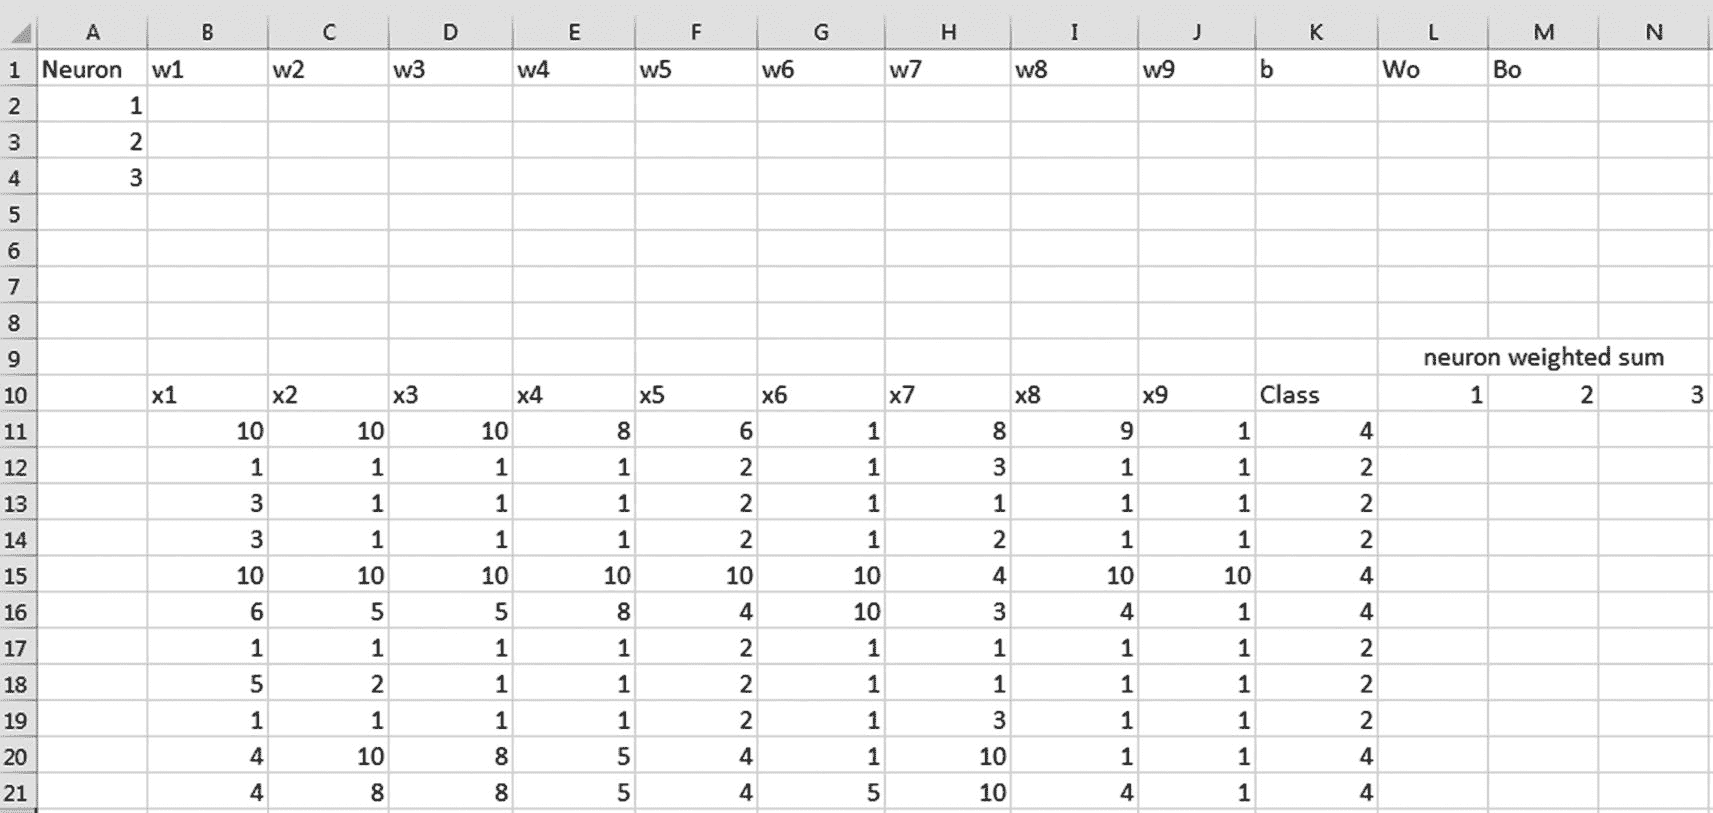 A B C D E F G H I J K L M N
1 Neuron w1 w2 w3 w4 w5 w6 w7 w8 w9 b Wo Bo
2 1
3 2
4 3
5
6
7
8
9 neuron weighted sum
10 x1 x2 x3 x4 x5 x6 x7 x8 x9 Class 1 2 3
11 10 10 10 8 6 1 8 9 1 4
12 1 1 1 1 2 1 3 1 1 2
13 3 1 1 1 2 1 1 1 1 2
14 3 1 1 1 2 1 2 1 1 2
15 10 10 10 10 10 10 4 10 10 4
16 6 5 5 8 4 10 3 4 1 4
17 1 1 1 1 2 1 1 1 1 2
18 5 2 1 1 2 1 1 1 1 2
19 1 1 1 1 2 1 3 1 1 2
20 4 10 8 5 4 1 10 1 1 4
21 4 8 8 5 4 5 10 4 1 4